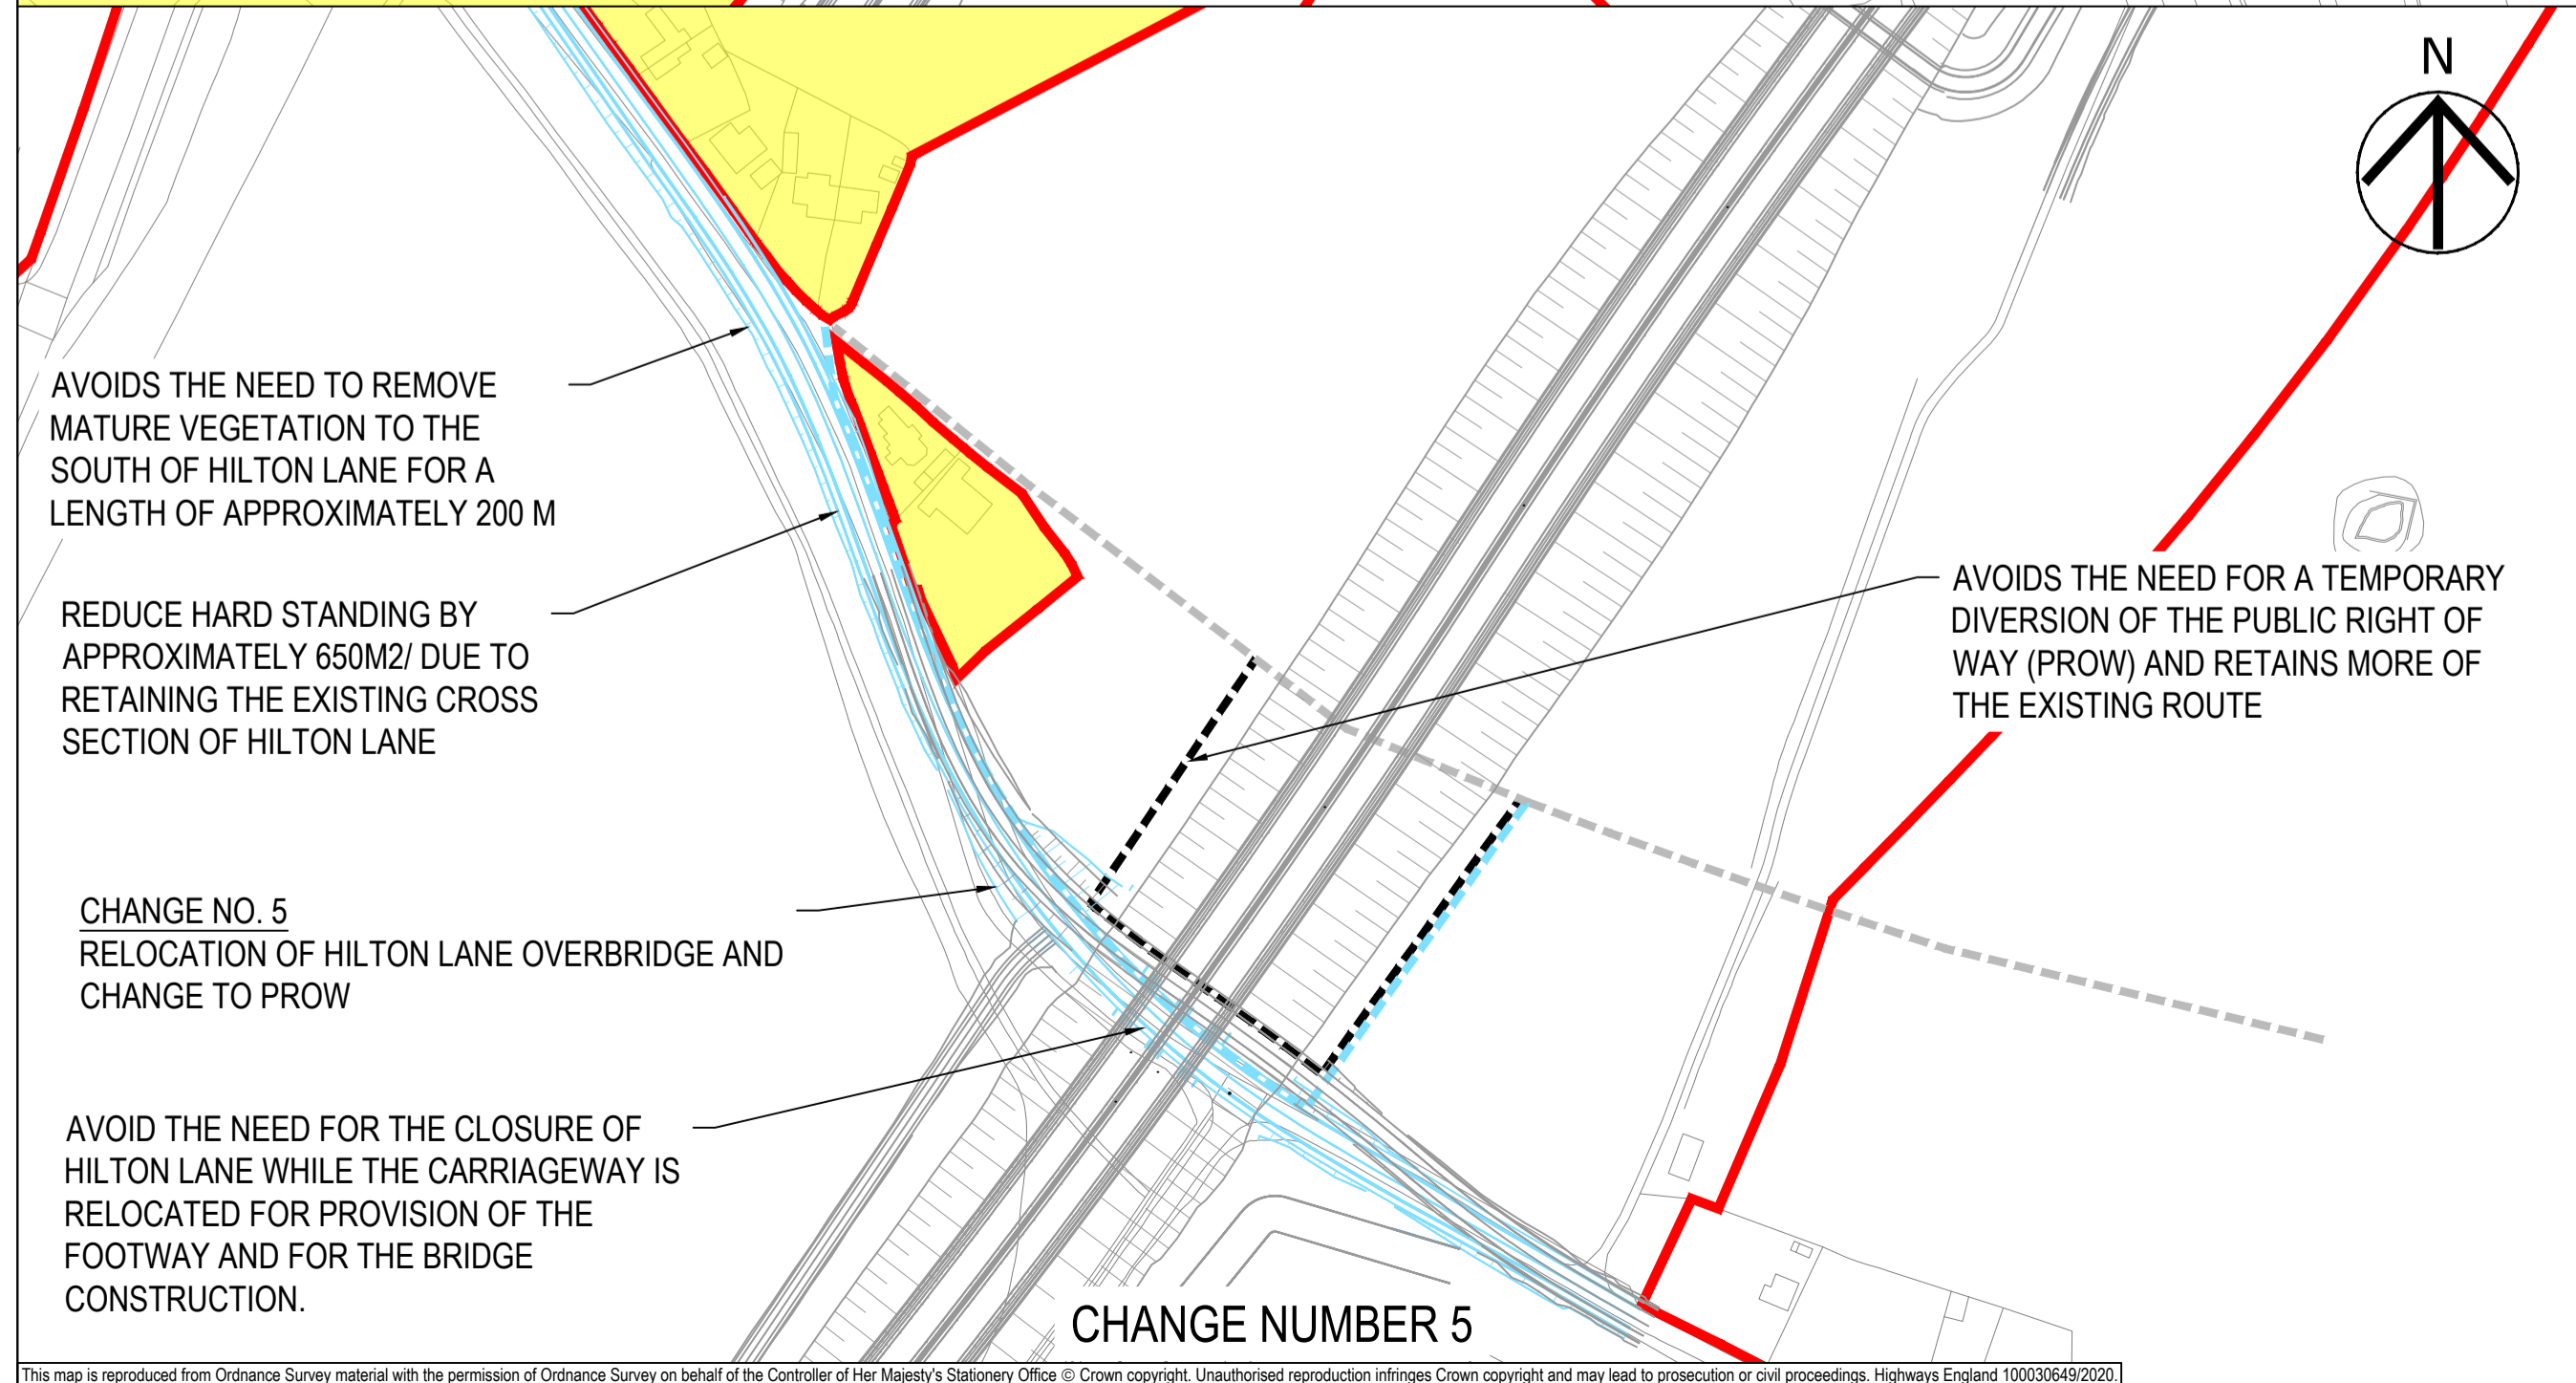 N
AVOIDS THE NEED TO REMOVE
MATURE VEGETATION TO THE
SOUTH OF HILTON LANE FOR A
LENGTH OF APPROXIMATELY 200 M
REDUCE HARD STANDING BY
APPROXIMATELY 650M2/ DUE TO
RETAINING THE EXISTING CROSS
SECTION OF HILTON LANE
AVOIDS THE NEED FOR A TEMPORARY
DIVERSION OF THE PUBLIC RIGHT OF
WAY (PROW) AND RETAINS MORE OF
THE EXISTING ROUTE
CHANGE NO. 5
RELOCATION OF HILTON LANE OVERBRIDGE AND
CHANGE TO PROW
AVOID THE NEED FOR THE CLOSURE OF
HILTON LANE WHILE THE CARRIAGEWAY IS
RELOCATED FOR PROVISION OF THE
FOOTWAY AND FOR THE BRIDGE
CONSTRUCTION.
CHANGE NUMBER 5
This map is reproduced from Ordnance Survey material with the permission of Ordnance Survey on behalf of the Controller of Her Majesty's Stationery Office © Crown copyright. Unauthorised reproduction infringes Crown copyright and may lead to prosecution or civil proceedings. Highways England 100030649/2020.